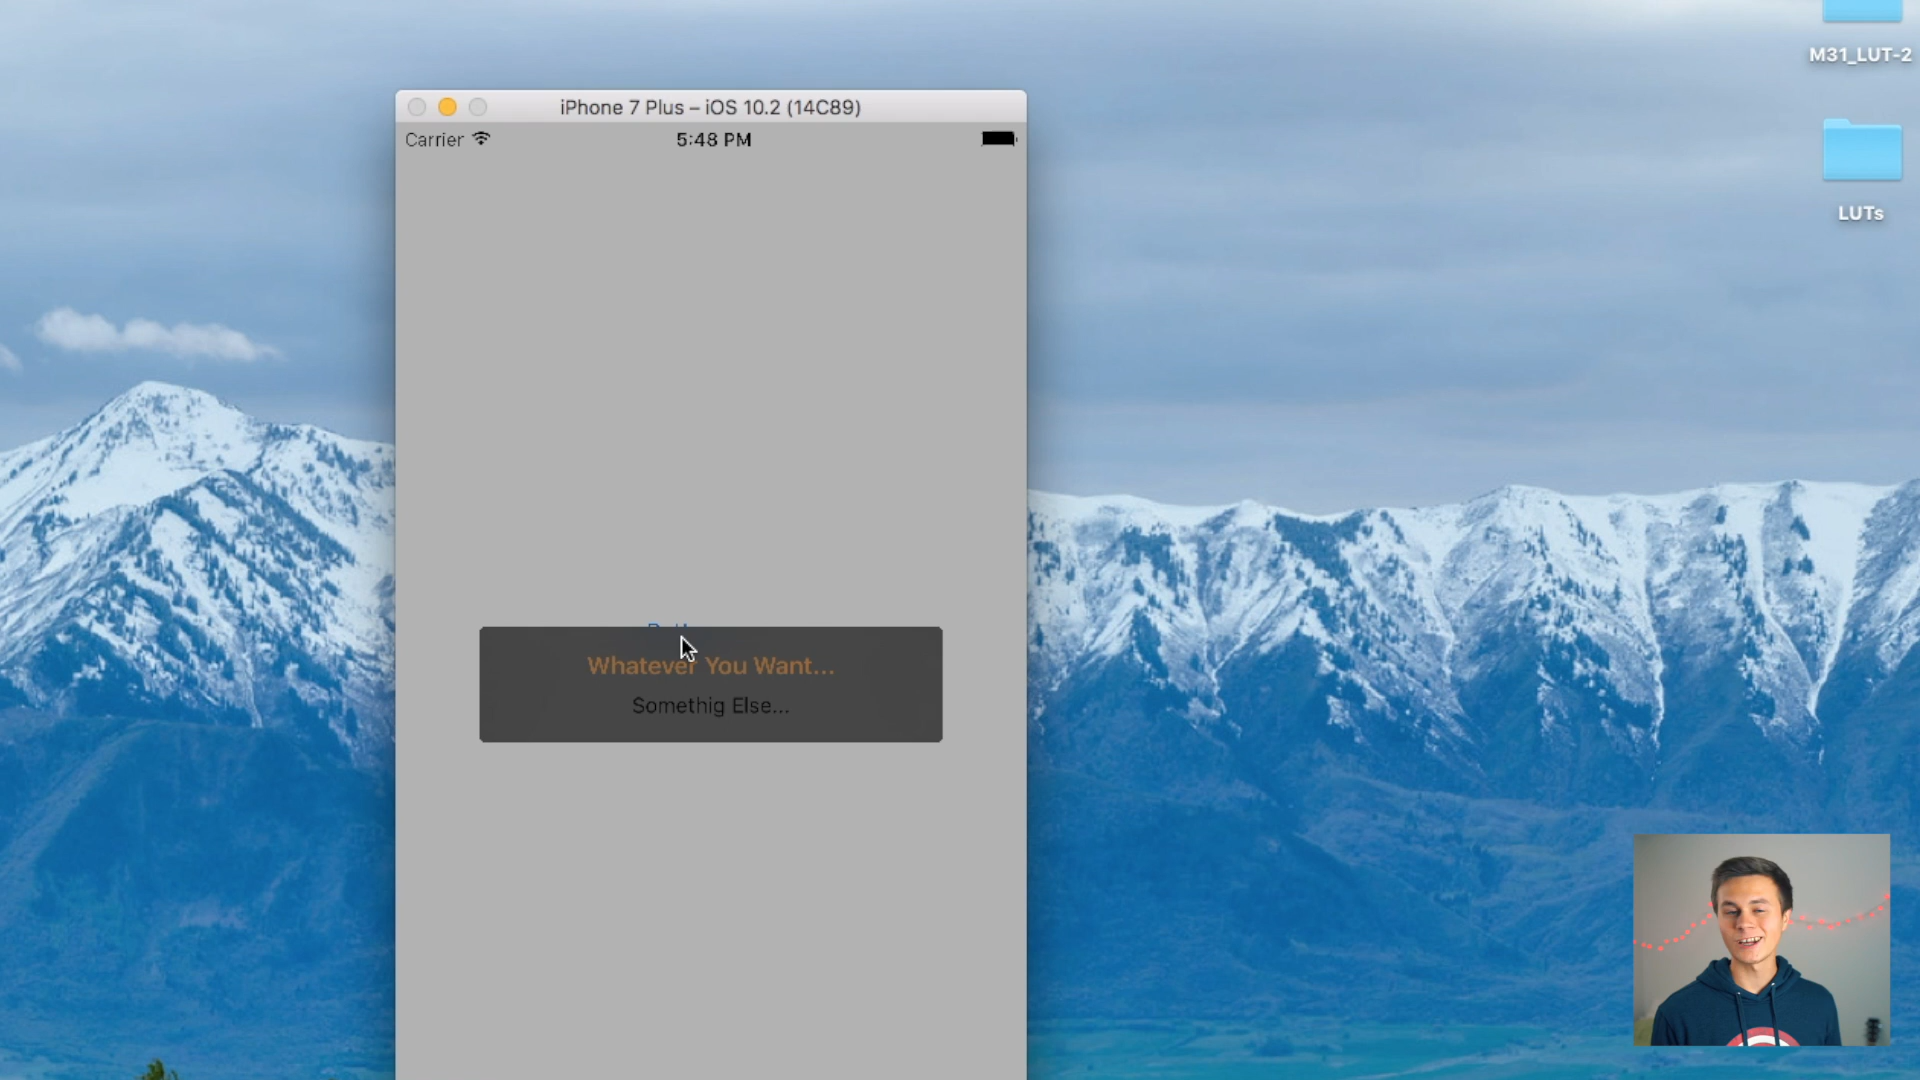 M31_LUT-2
iPhone 7 Plus – iOS 10.2 (14C89)
Carrier
5:48 PM
LUTs
Whatever You Want...
Somethig Else...